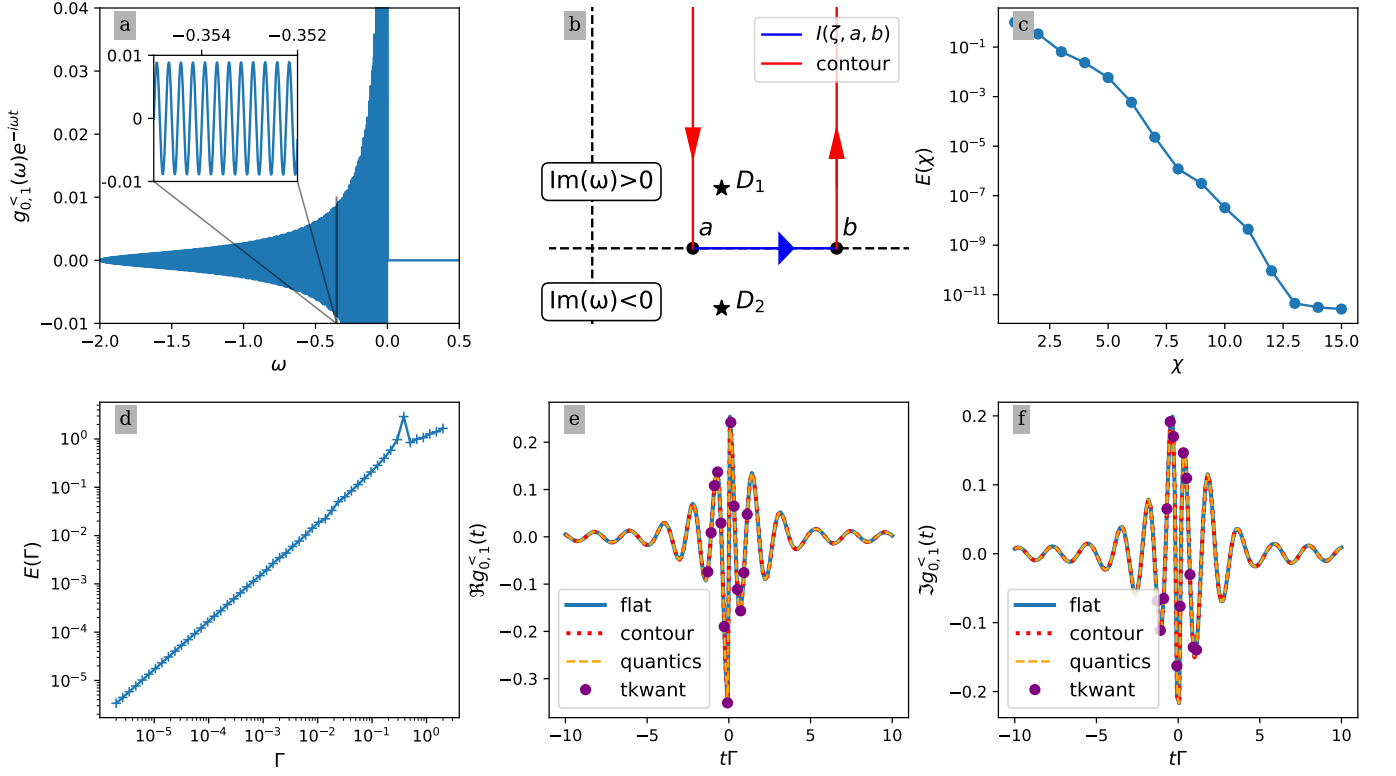 a
−0.354 −0.352
0.01
0
-0.01
0.04
0.03
0.02
0.01
0.00
−0.01
g<0,1(ω)e−iωt
−2.0 −1.5 −1.0 −0.5 0.0 0.5
ω
b
I(ζ, a, b)
contour
Im(ω)>0
D1
a
b
Im(ω)<0
D2
c
10−1
10−3
10−5
10−7
10−9
10−11
E(χ)
2.5 5.0 7.5 10.0 12.5 15.0
χ
d
100
10−1
10−2
10−3
10−4
10−5
E(Γ)
10−5 10−4 10−3 10−2 10−1 100
Γ
e
0.2
0.1
0.0
−0.1
−0.2
−0.3
ℜg<0,1(t)
flat
contour
quantics
tkwant
−10 −5 0 5 10
tΓ
f
0.2
0.1
0.0
−0.1
−0.2
ℑg<0,1(t)
flat
contour
quantics
tkwant
−10 −5 0 5 10
tΓ